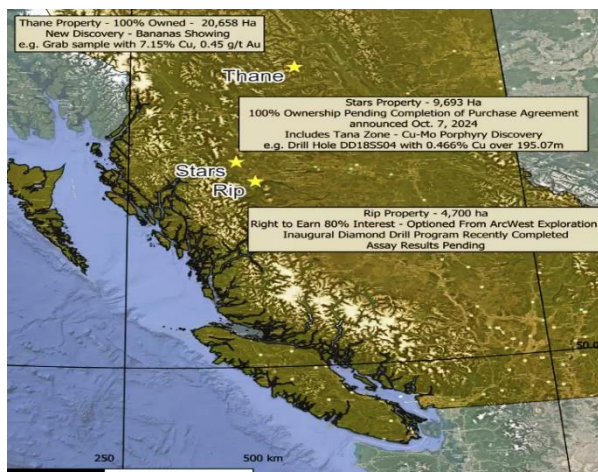 Thane Property - 100% Owned - 20,658 Ha
New Discovery - Bananas Showing
e.g. Grab sample with 7.15% Cu, 0.45 g/t Au
Thane
Stars Property - 9,693 Ha
100% Ownership Pending Completion of Purchase Agreement
announced Oct. 7, 2024
Includes Tana Zone - Cu-Mo Porphyry Discovery
e.g. Drill Hole DD18SS04 with 0.466% Cu over 195.07m
Stars
Rip
Rip Property - 4,700 ha
Right to Earn 80% Interest - Optioned From ArcWest Exploration
Inaugural Diamond Drill Program Recently Completed
Assay Results Pending
50.0
250
500 km